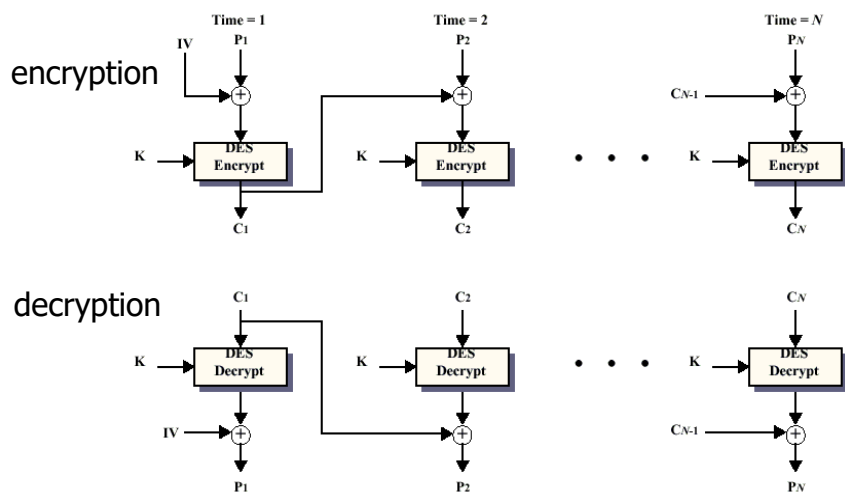 Time = 1 Time = 2 Time = N
IV P1 P2 PN
encryption
+ + CN-1 +
K DES Encrypt K DES Encrypt • • • K DES Encrypt
C1 C2 CN
decryption
C1 C2 CN
K DES Decrypt K DES Decrypt • • • K DES Decrypt
IV + + CN-1 +
P1 P2 PN